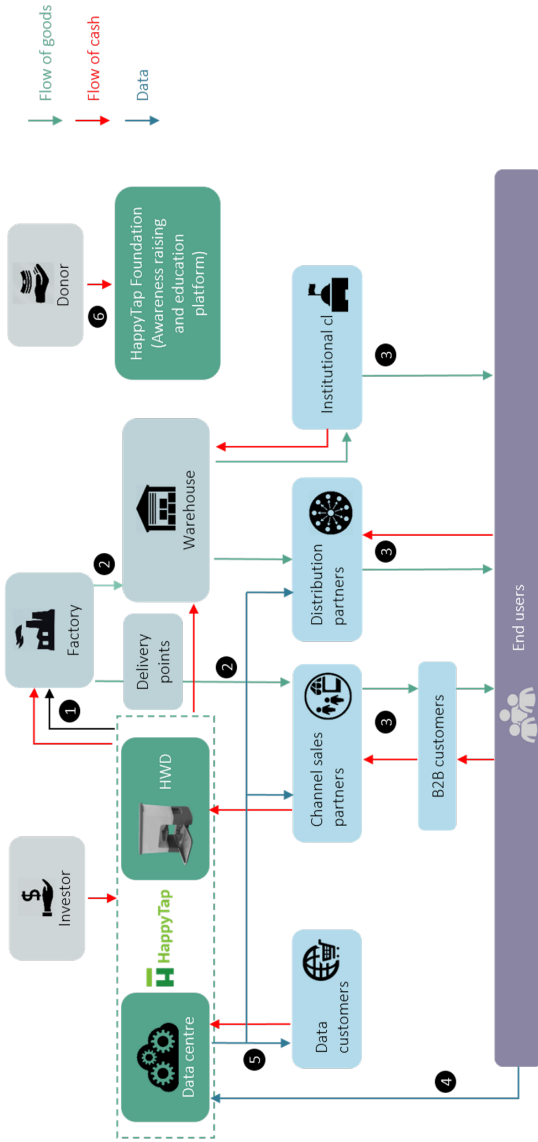 Investor
Factory
Donor
Flow of goods
Flow of cash
Data
1
2
6
Data centre
HappyTap
HWD
Delivery
points
Warehouse
HappyTap Foundation
(Awareness raising
and education
platform)
5
2
Data
customers
Channel sales
partners
Distribution
partners
Institutional cl
3
3
3
B2B customers
4
End users